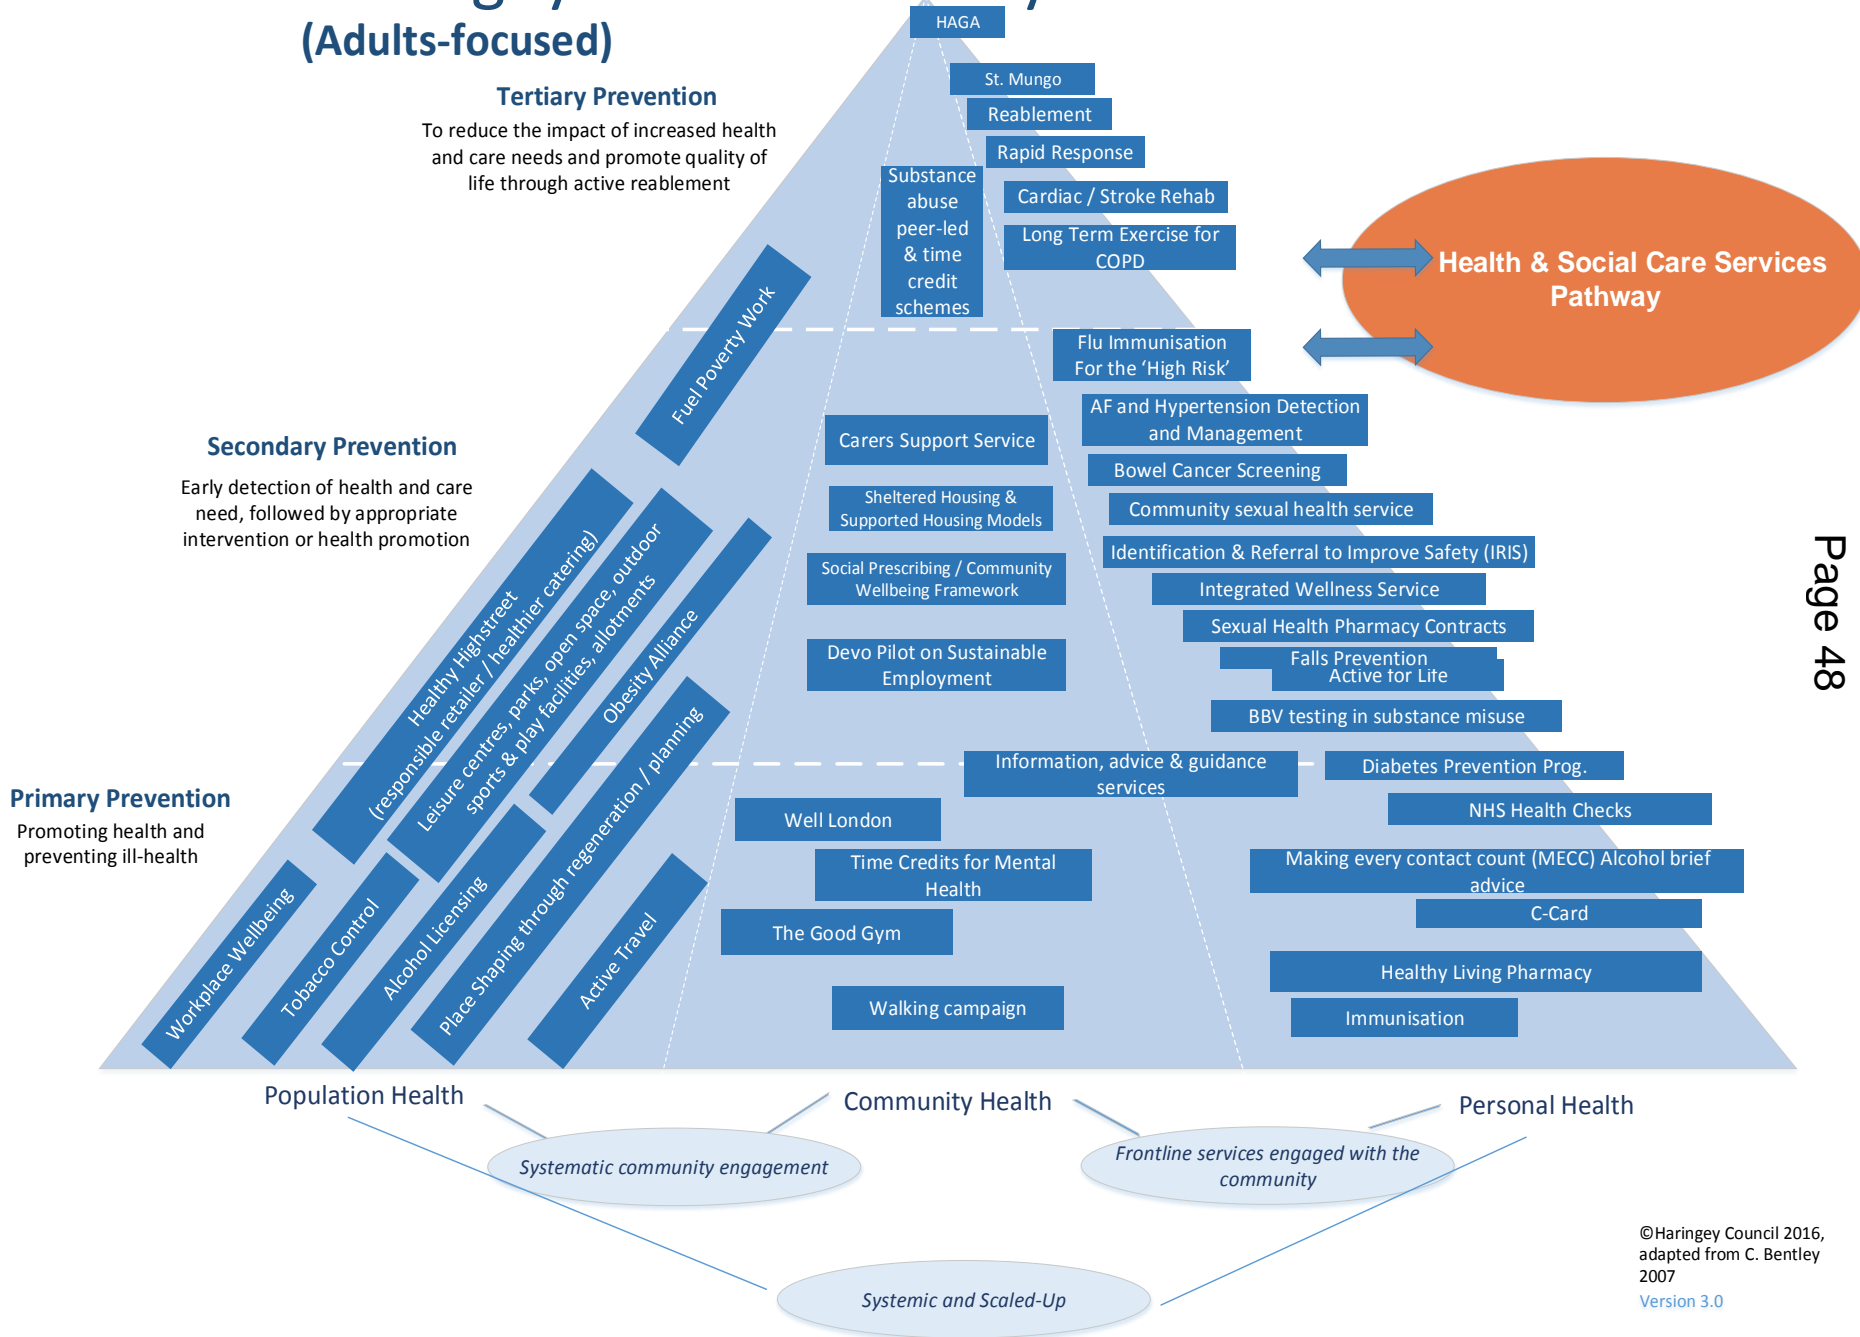 (Adults-focused)
HAGA
Tertiary Prevention
To reduce the impact of increased health
and care needs and promote quality of
life through active reablement
St. Mungo
Reablement
Rapid Response
Substance
abuse
peer-led
& time
credit
schemes
Cardiac / Stroke Rehab
Long Term Exercise for
COPD
Health & Social Care Services
Pathway
Fuel Poverty Work
Flu Immunisation
For the ‘High Risk’
Secondary Prevention
Early detection of health and care
need, followed by appropriate
intervention or health promotion
AF and Hypertension Detection
and Management
Carers Support Service
Bowel Cancer Screening
Sheltered Housing &
Supported Housing Models
Community sexual health service
Identification & Referral to Improve Safety (IRIS)
Social Prescribing / Community
Wellbeing Framework
Integrated Wellness Service
Sexual Health Pharmacy Contracts
Devo Pilot on Sustainable
Employment
Falls Prevention
Active for Life
BBV testing in substance misuse
Healthy Highstreet
(responsible retailer / healthier catering)
Leisure centres, parks, open space, outdoor
sports & play facilities, allotments
Obesity Alliance
Page 48
Primary Prevention
Promoting health and
preventing ill-health
Information, advice & guidance
services
Diabetes Prevention Prog.
Well London
NHS Health Checks
Time Credits for Mental
Health
Making every contact count (MECC) Alcohol brief
advice
The Good Gym
C-Card
Healthy Living Pharmacy
Walking campaign
Immunisation
Workplace Wellbeing
Tobacco Control
Alcohol Licensing
Place Shaping through regeneration / planning
Active Travel
Population Health
Community Health
Personal Health
Systematic community engagement
Frontline services engaged with the
community
Systemic and Scaled-Up
©Haringey Council 2016,
adapted from C. Bentley
2007
Version 3.0